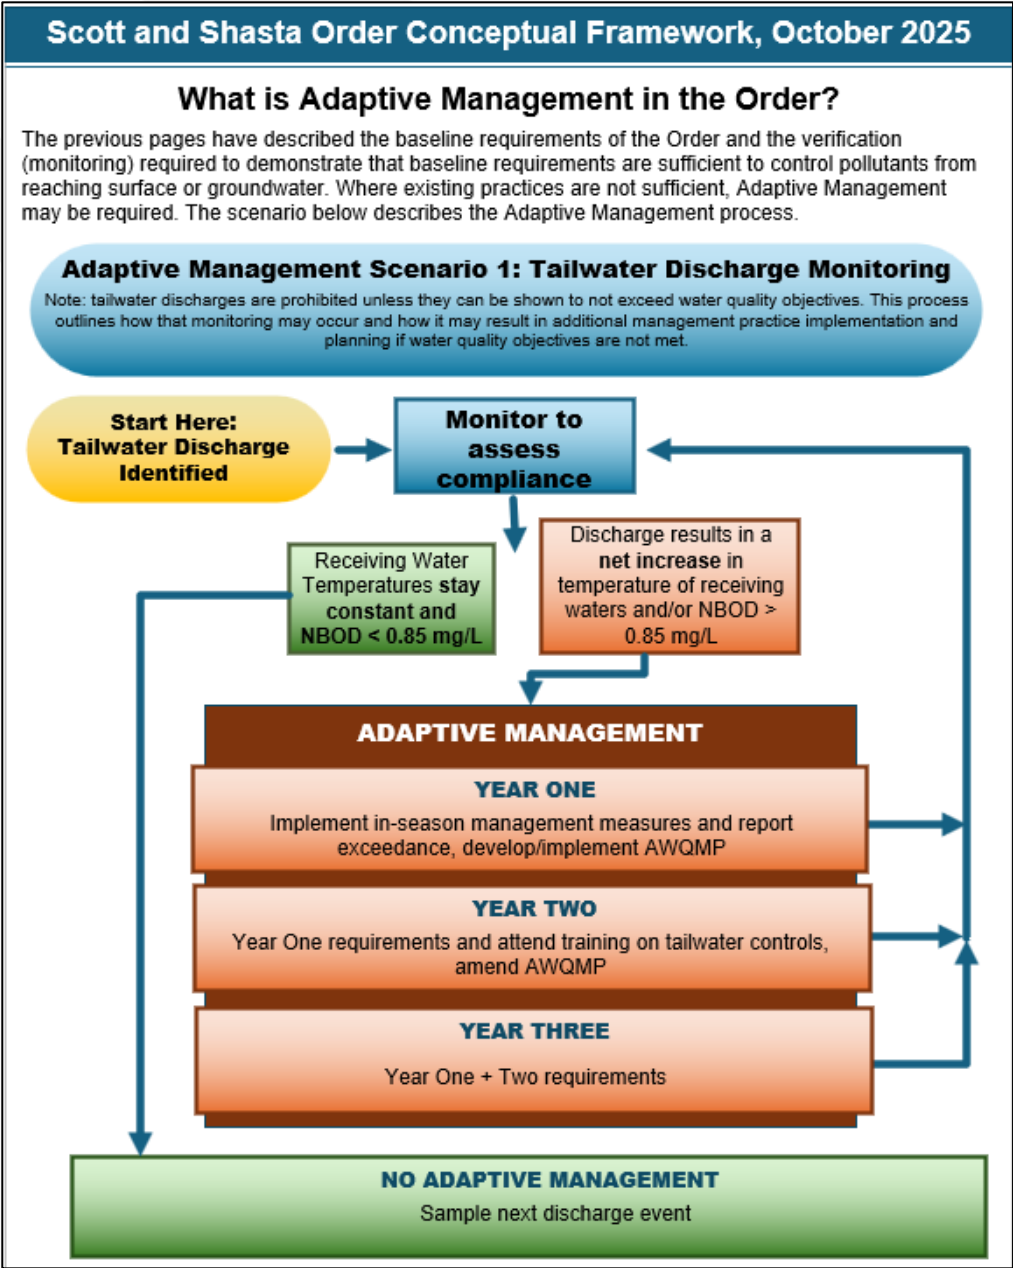 Scott and Shasta Order Conceptual Framework, October 2025
What is Adaptive Management in the Order?
The previous pages have described the baseline requirements of the Order and the verification
(monitoring) required to demonstrate that baseline requirements are sufficient to control pollutants from
reaching surface or groundwater. Where existing practices are not sufficient, Adaptive Management
may be required. The scenario below describes the Adaptive Management process.
Adaptive Management Scenario 1: Tailwater Discharge Monitoring
Note: tailwater discharges are prohibited unless they can be shown to not exceed water quality objectives. This process
outlines how that monitoring may occur and how it may result in additional management practice implementation and
planning if water quality objectives are not met.
Start Here:
Tailwater Discharge
Identified
Monitor to
assess
compliance
Receiving Water
Temperatures stay
constant and
NBOD < 0.85 mg/L
Discharge results in a
net increase in
temperature of receiving
waters and/or NBOD >
0.85 mg/L
ADAPTIVE MANAGEMENT
YEAR ONE
Implement in-season management measures and report
exceedance, develop/implement AWQMP
YEAR TWO
Year One requirements and attend training on tailwater controls,
amend AWQMP
YEAR THREE
Year One + Two requirements
NO ADAPTIVE MANAGEMENT
Sample next discharge event